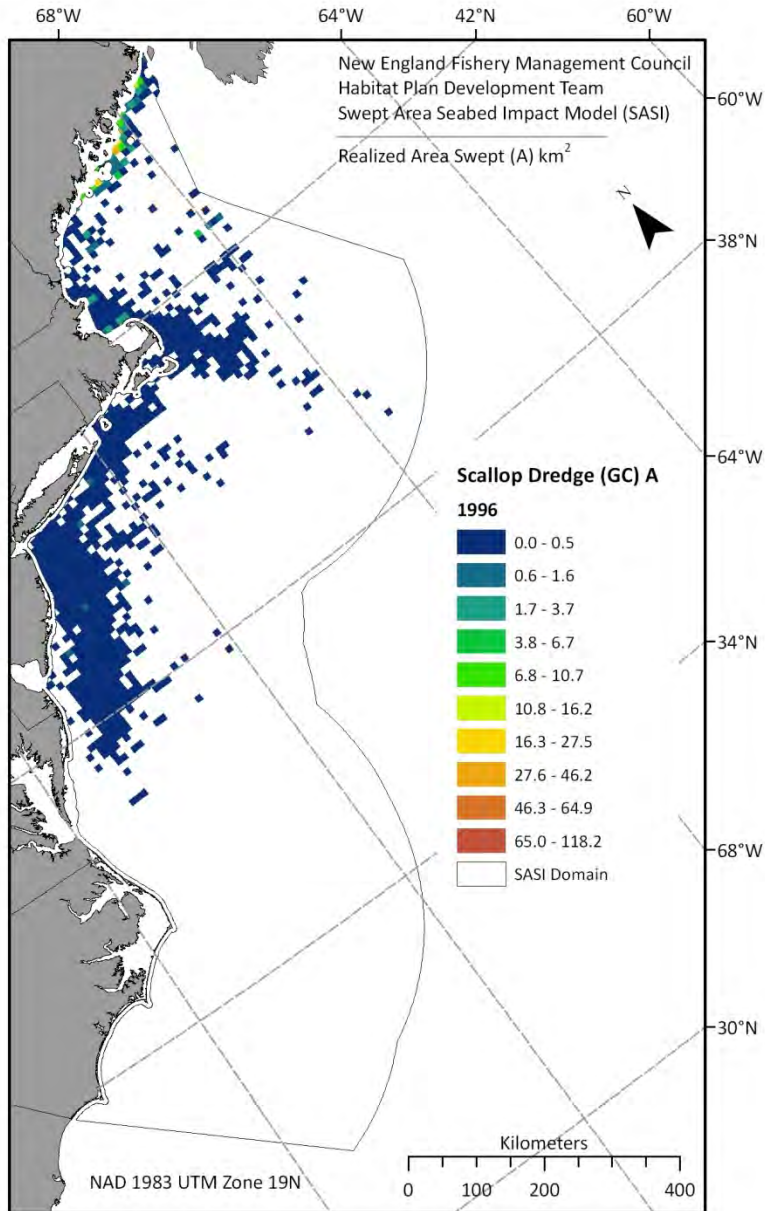 68°W 64°W 42°N 60°W
New England Fishery Management Council
Habitat Plan Development Team
Swept Area Seabed Impact Model (SASI)
Realized Area Swept (A) km²
60°W
N
38°N
64°W
Scallop Dredge (GC) A
1996
0.0 - 0.5
0.6 - 1.6
1.7 - 3.7
3.8 - 6.7
6.8 - 10.7
10.8 - 16.2
16.3 - 27.5
27.6 - 46.2
46.3 - 64.9
65.0 - 118.2
SASI Domain
34°N
68°W
30°N
Kilometers
0 100 200 400
NAD 1983 UTM Zone 19N